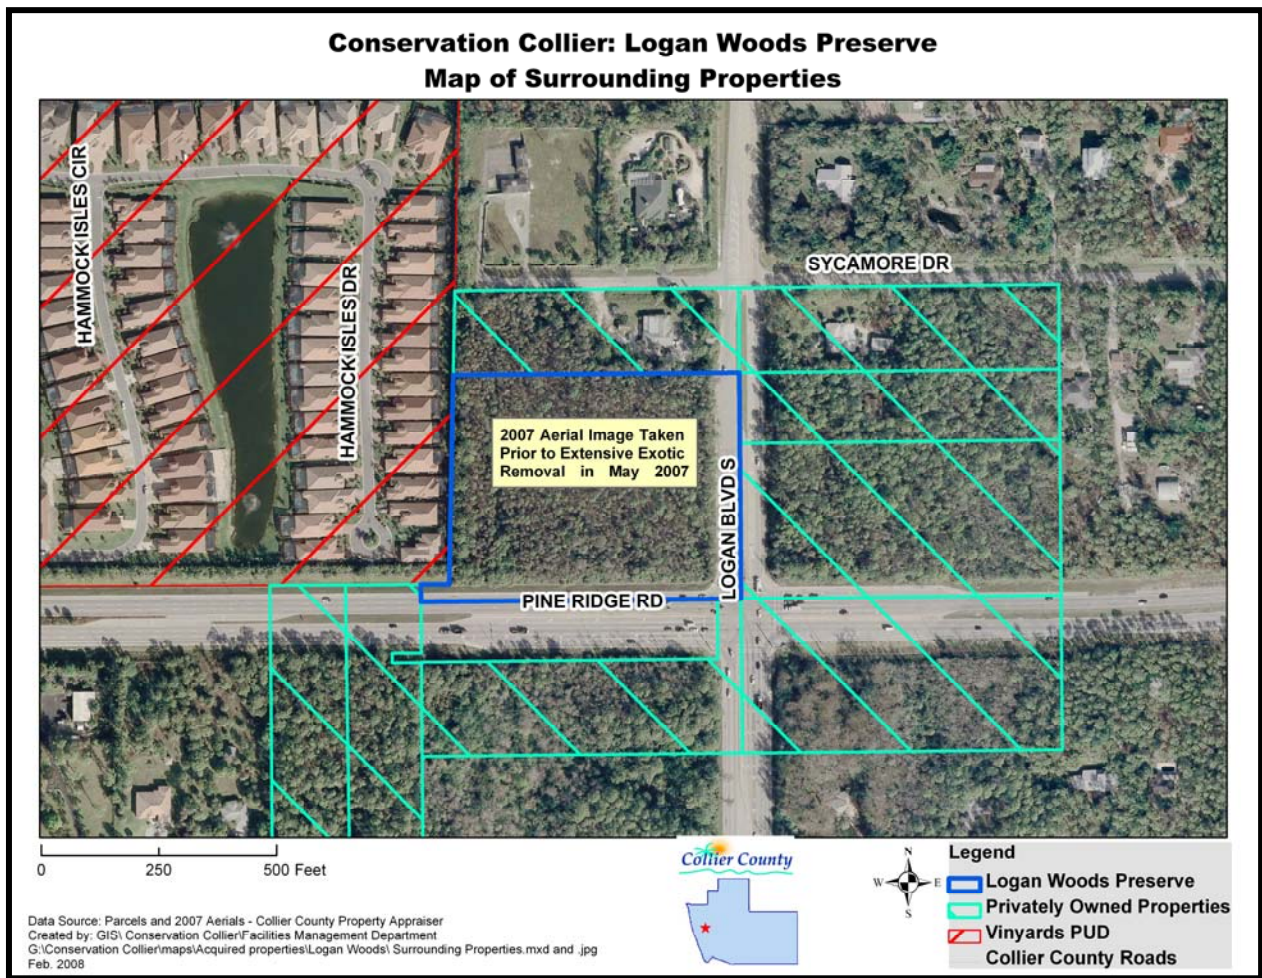 Conservation Collier: Logan Woods Preserve
Map of Surrounding Properties
HAMMOCK ISLES CIR
HAMMOCK ISLES DR
SYCAMORE DR
2007 Aerial Image Taken
Prior to Extensive Exotic
Removal in May 2007
LOGAN BLVD S
PINE RIDGE RD
0 250 500 Feet
Collier County
N
W E
S
Legend
Logan Woods Preserve
Privately Owned Properties
Vinyards PUD
Collier County Roads
Data Source: Parcels and 2007 Aerials - Collier County Property Appraiser
Created by: GIS\ Conservation Collier\Facilities Management Department
G:\Conservation Collier\maps\Acquired properties\Logan Woods\ Surrounding Properties.mxd and .jpg
Feb. 2008